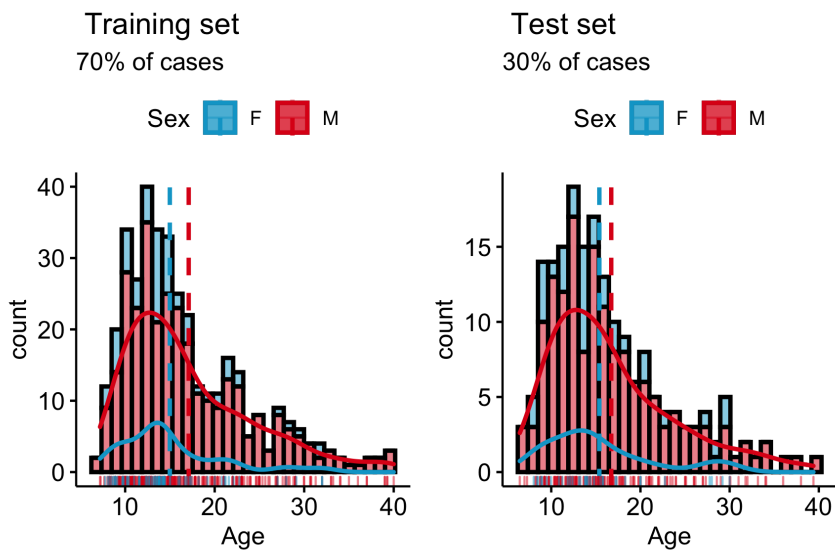 Training set
70% of cases
Sex F M
count
40
30
20
10
0
10 20 30 40
Age
Test set
30% of cases
Sex F M
count
15
10
5
0
10 20 30 40
Age